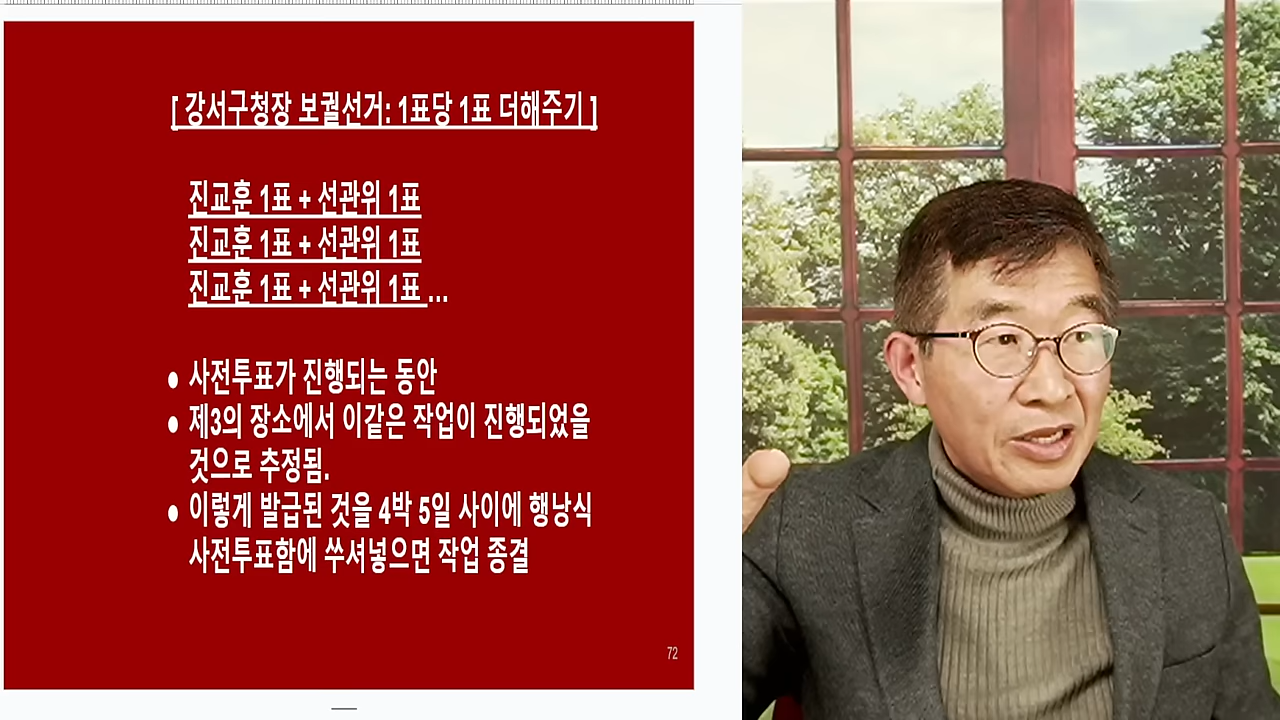 [ 강서구청장 보궐선거: 1표당 1표 더해주기 ]
진교훈 1표 + 선관위 1표
진교훈 1표 + 선관위 1표
진교훈 1표 + 선관위 1표 ...
● 사전투표가 진행되는 동안
● 제3의 장소에서 이같은 작업이 진행되었을
것으로 추정됨.
● 이렇게 발급된 것을 4박 5일 사이에 행낭식
사전투표함에 쑤셔넣으면 작업 종결
72